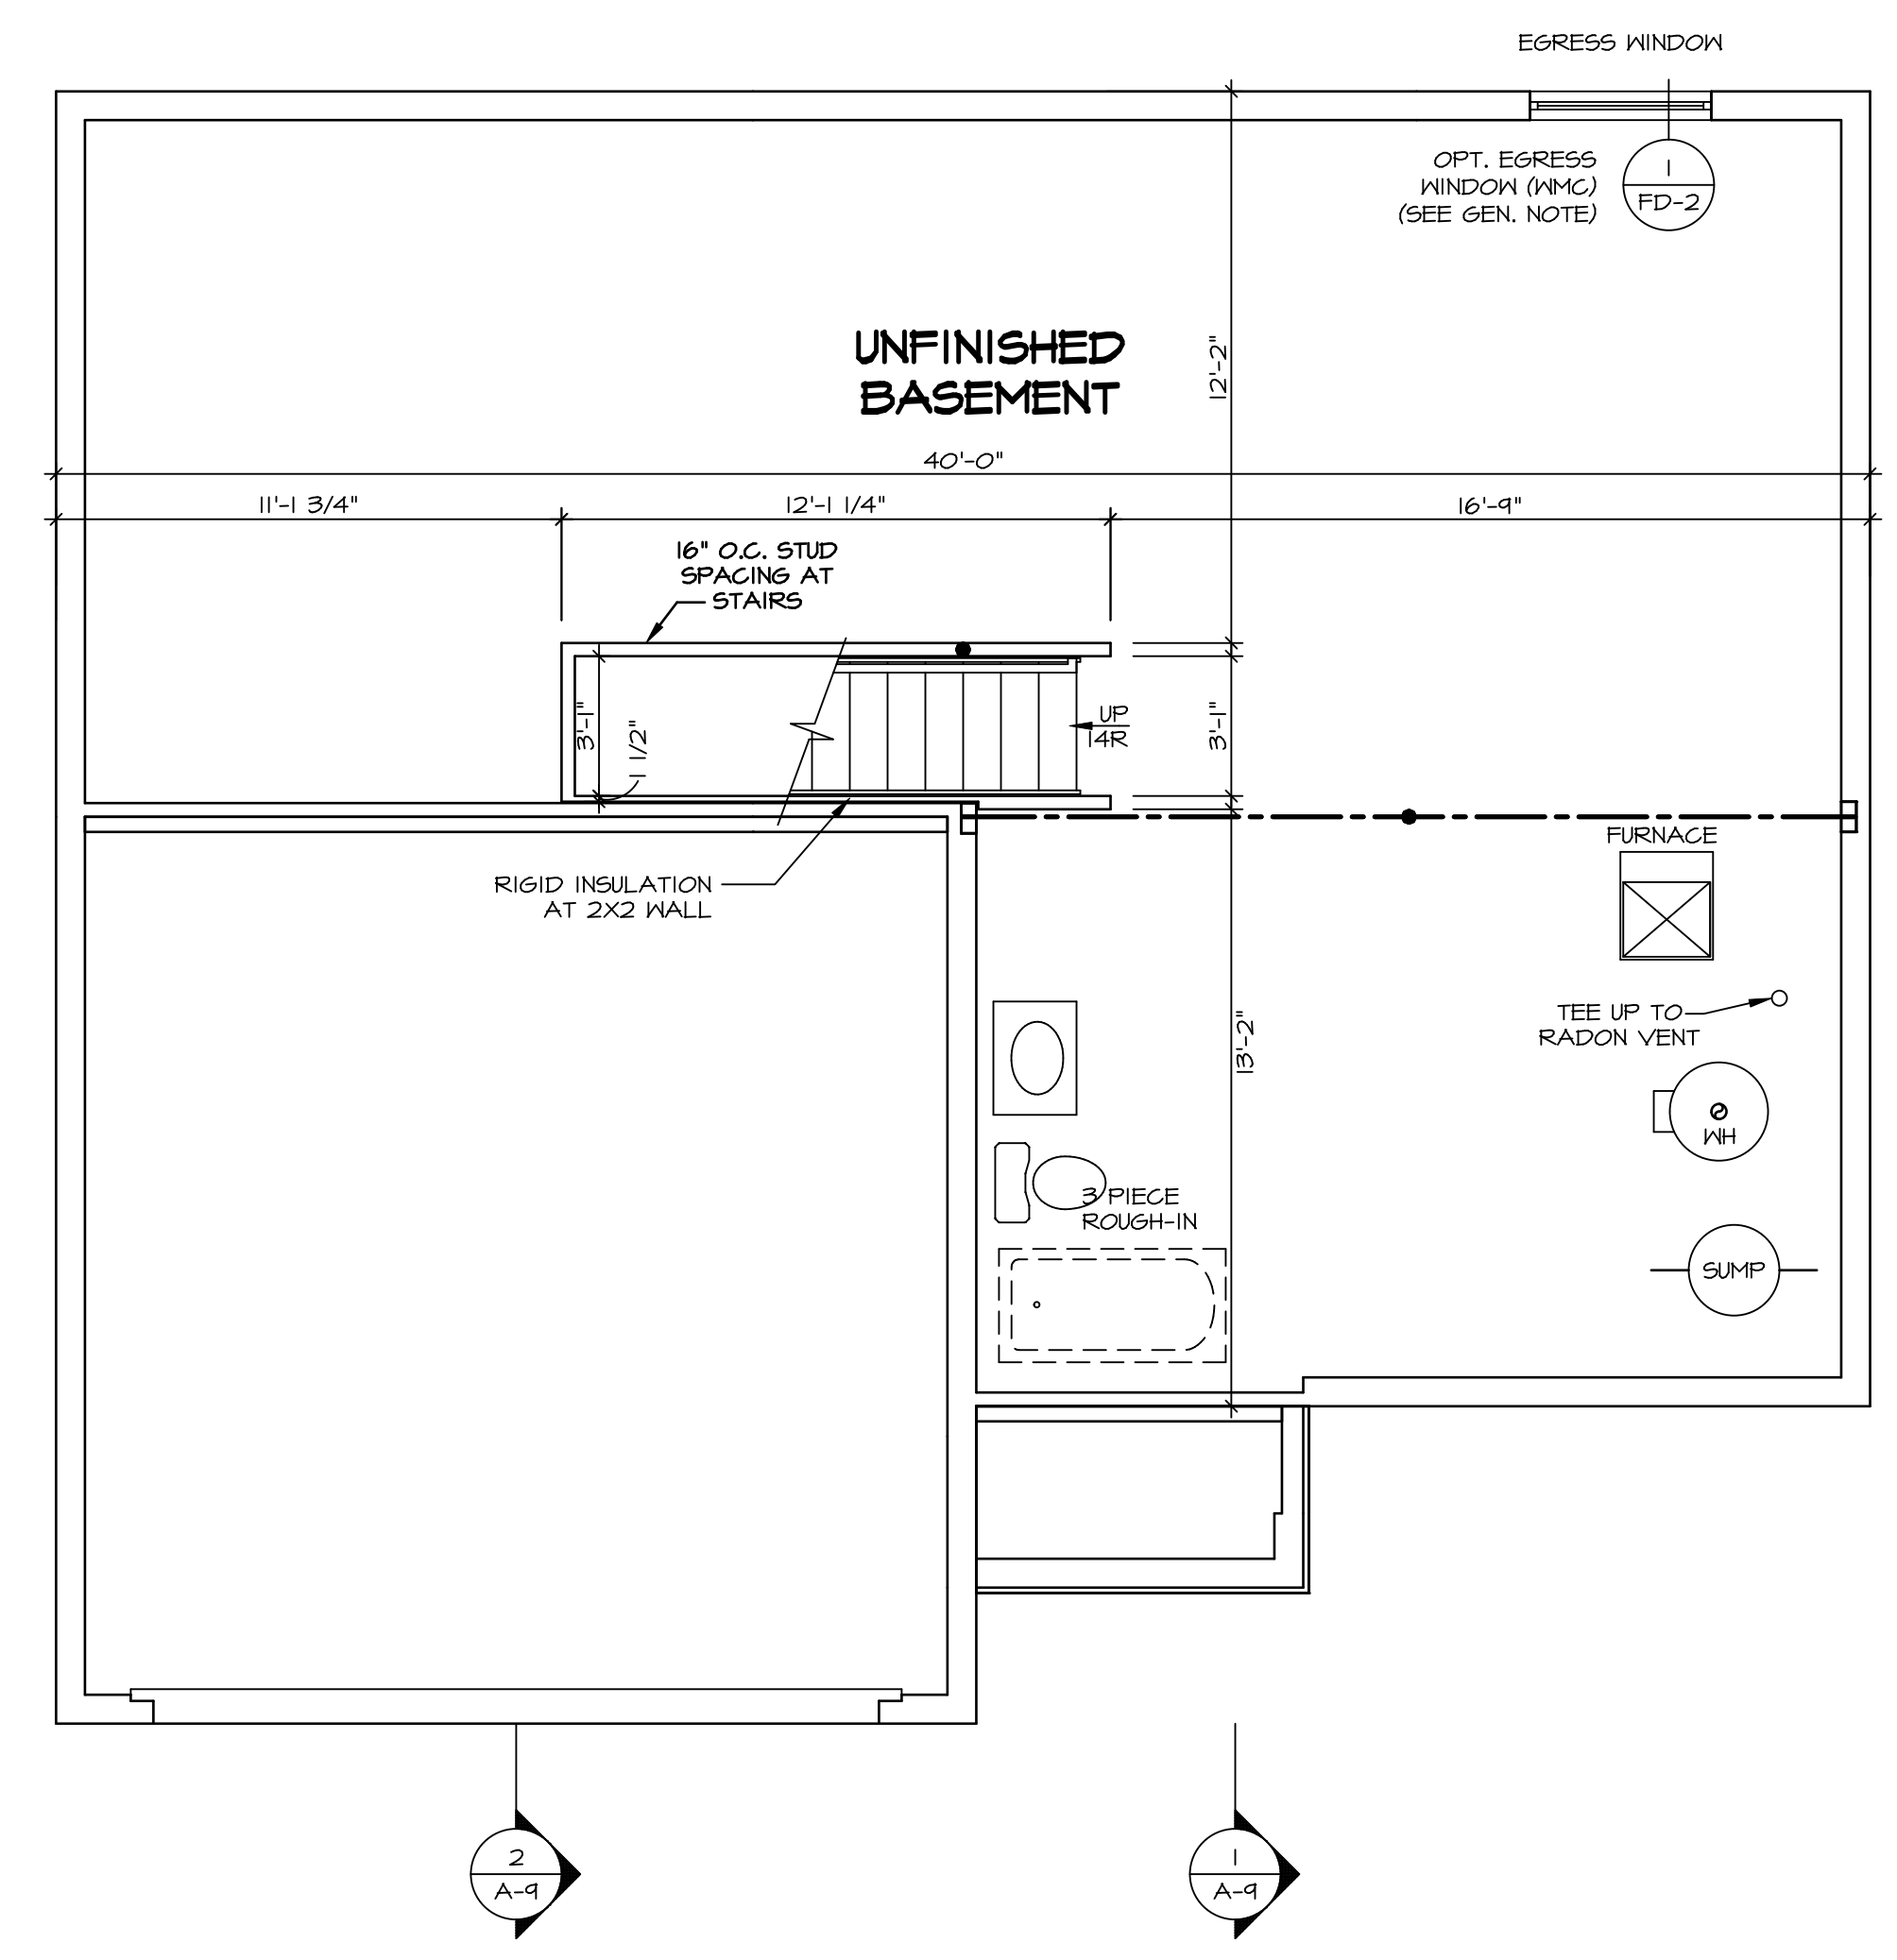 EGRESS WINDOW
OPT. EGRESS
WINDOW (WMC)
(SEE GEN. NOTE)
1
FD-2
UNFINISHED
BASEMENT
12'-2"
40'-0"
11'-1 3/4"
12'-1 1/4"
16'-9"
16" O.C. STUD
SPACING AT
STAIRS
3'-1"
1 1/2"
UP
14R
3'-1"
RIGID INSULATION
AT 2X2 WALL
FURNACE
TEE UP TO
RADON VENT
13'-2"
WH
3 PIECE
ROUGH-IN
SUMP
2
A-9
1
A-9